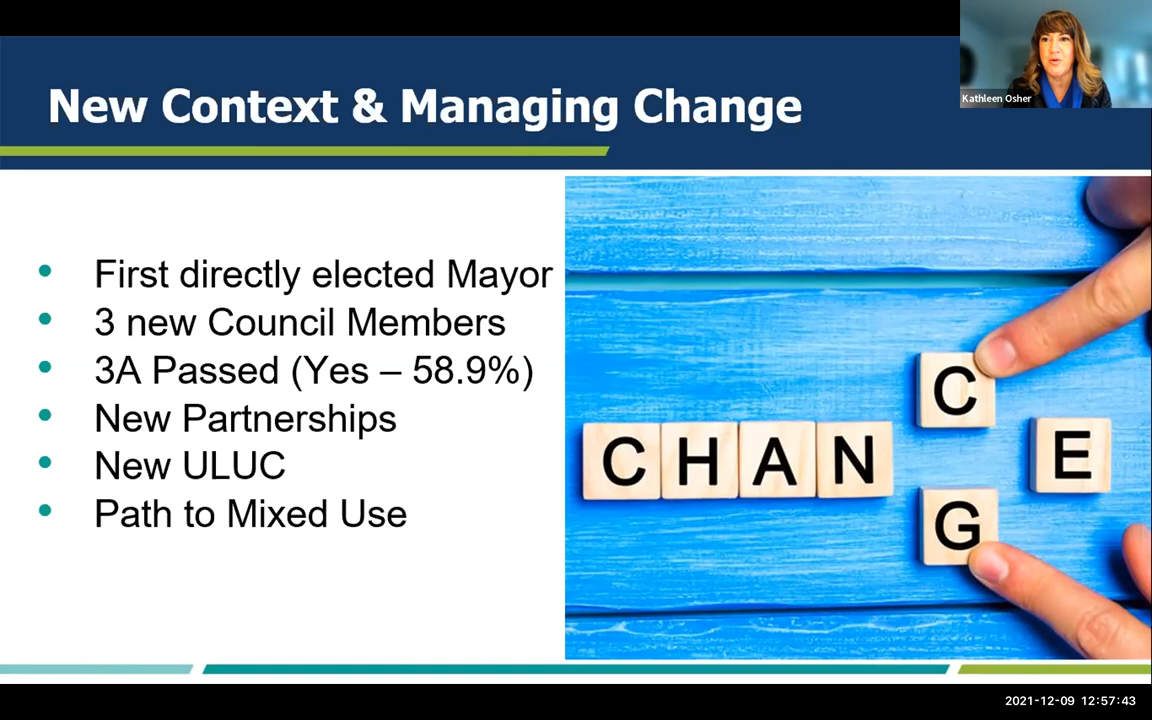 New Context & Managing Change
Kathleen Osher
First directly elected Mayor
3 new Council Members
3A Passed (Yes – 58.9%)
New Partnerships
New ULUC
Path to Mixed Use
C
CHAN E
G
2021-12-09 12:57:43